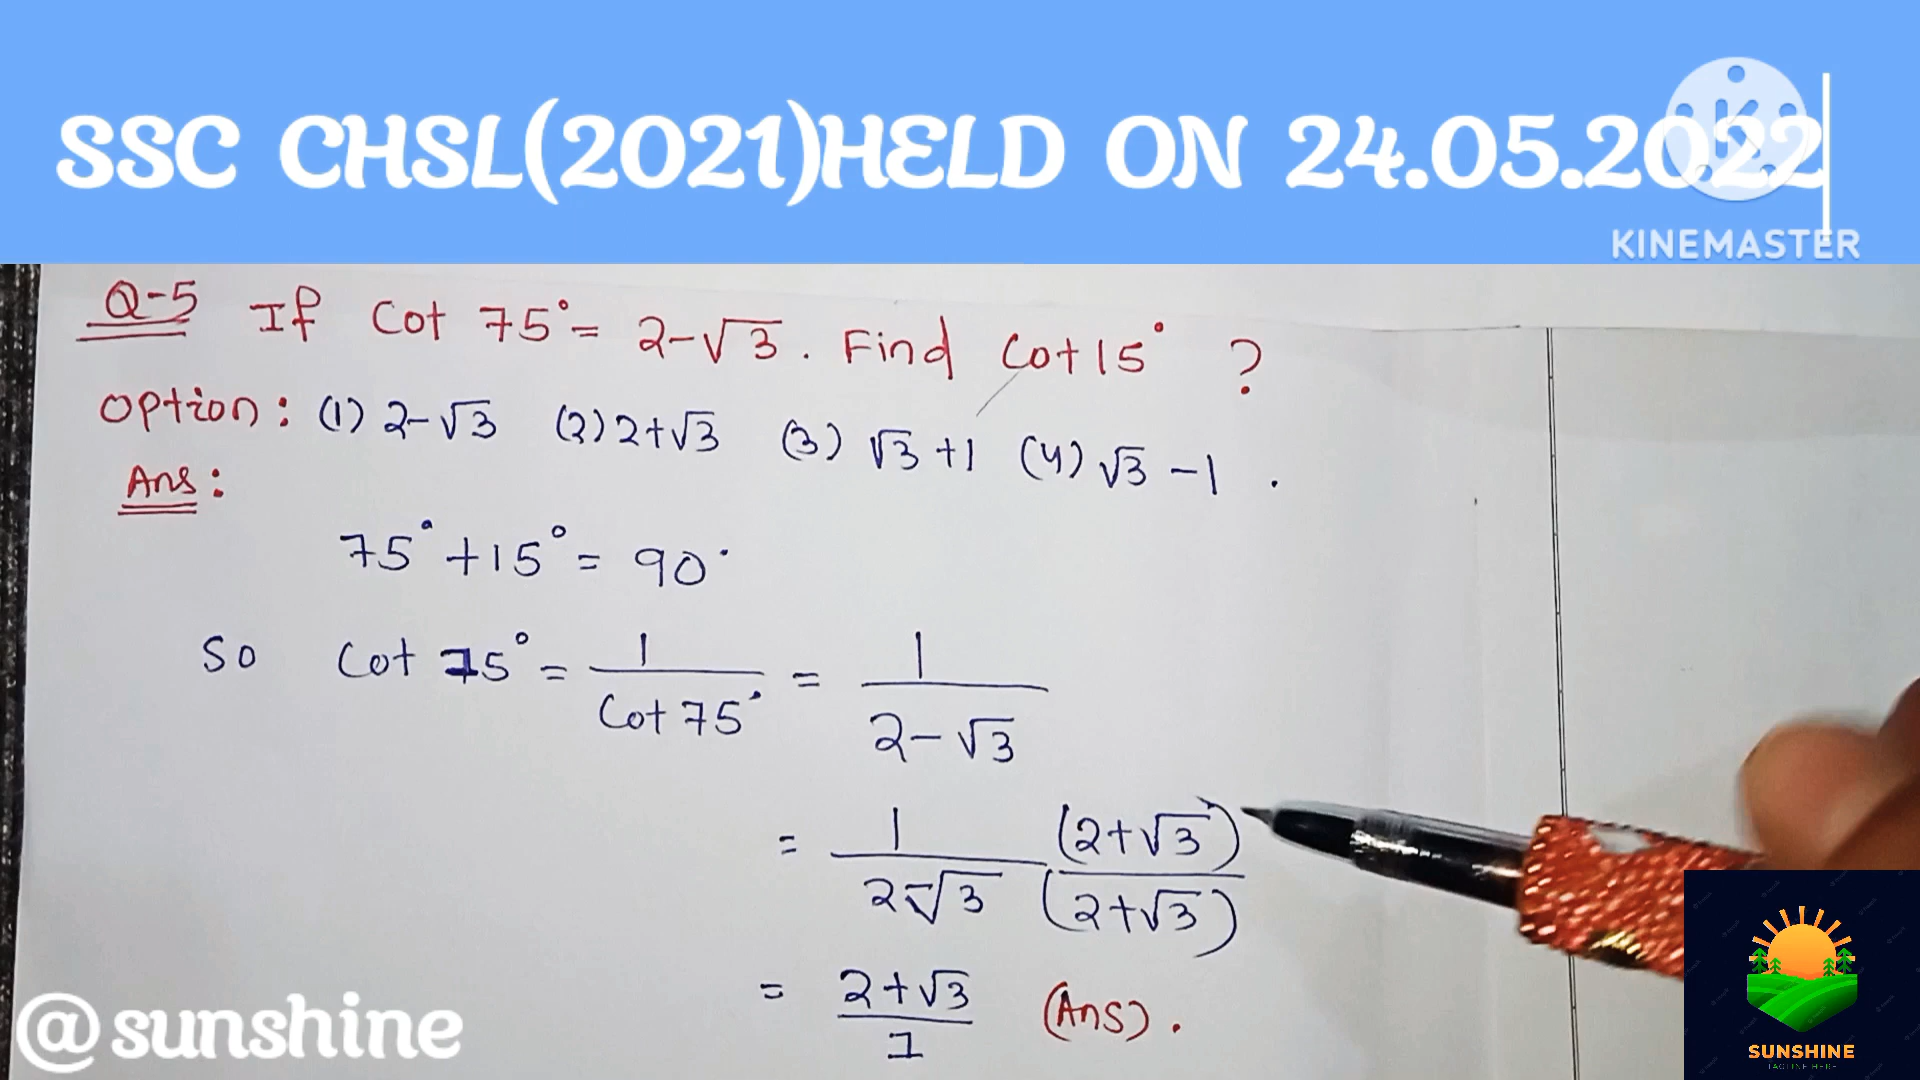 SSC CHSL(2021)HELD ON 24.05.2022
KINEMASTER
Q-5 If Cot 75° = 2-√3. Find Cot 15° ?
Option: (1) 2-√3 (2) 2+√3 (3) √3 +1 (4) √3 -1 .
Ans:
75° +15° = 90°
So Cot 75° = 1/Cot 75° = 1/2-√3
= 1/2-√3 (2+√3)/(2+√3)
= 2+√3/1 (Ans).
@sunshine
SUNSHINE
TAGLINE HERE